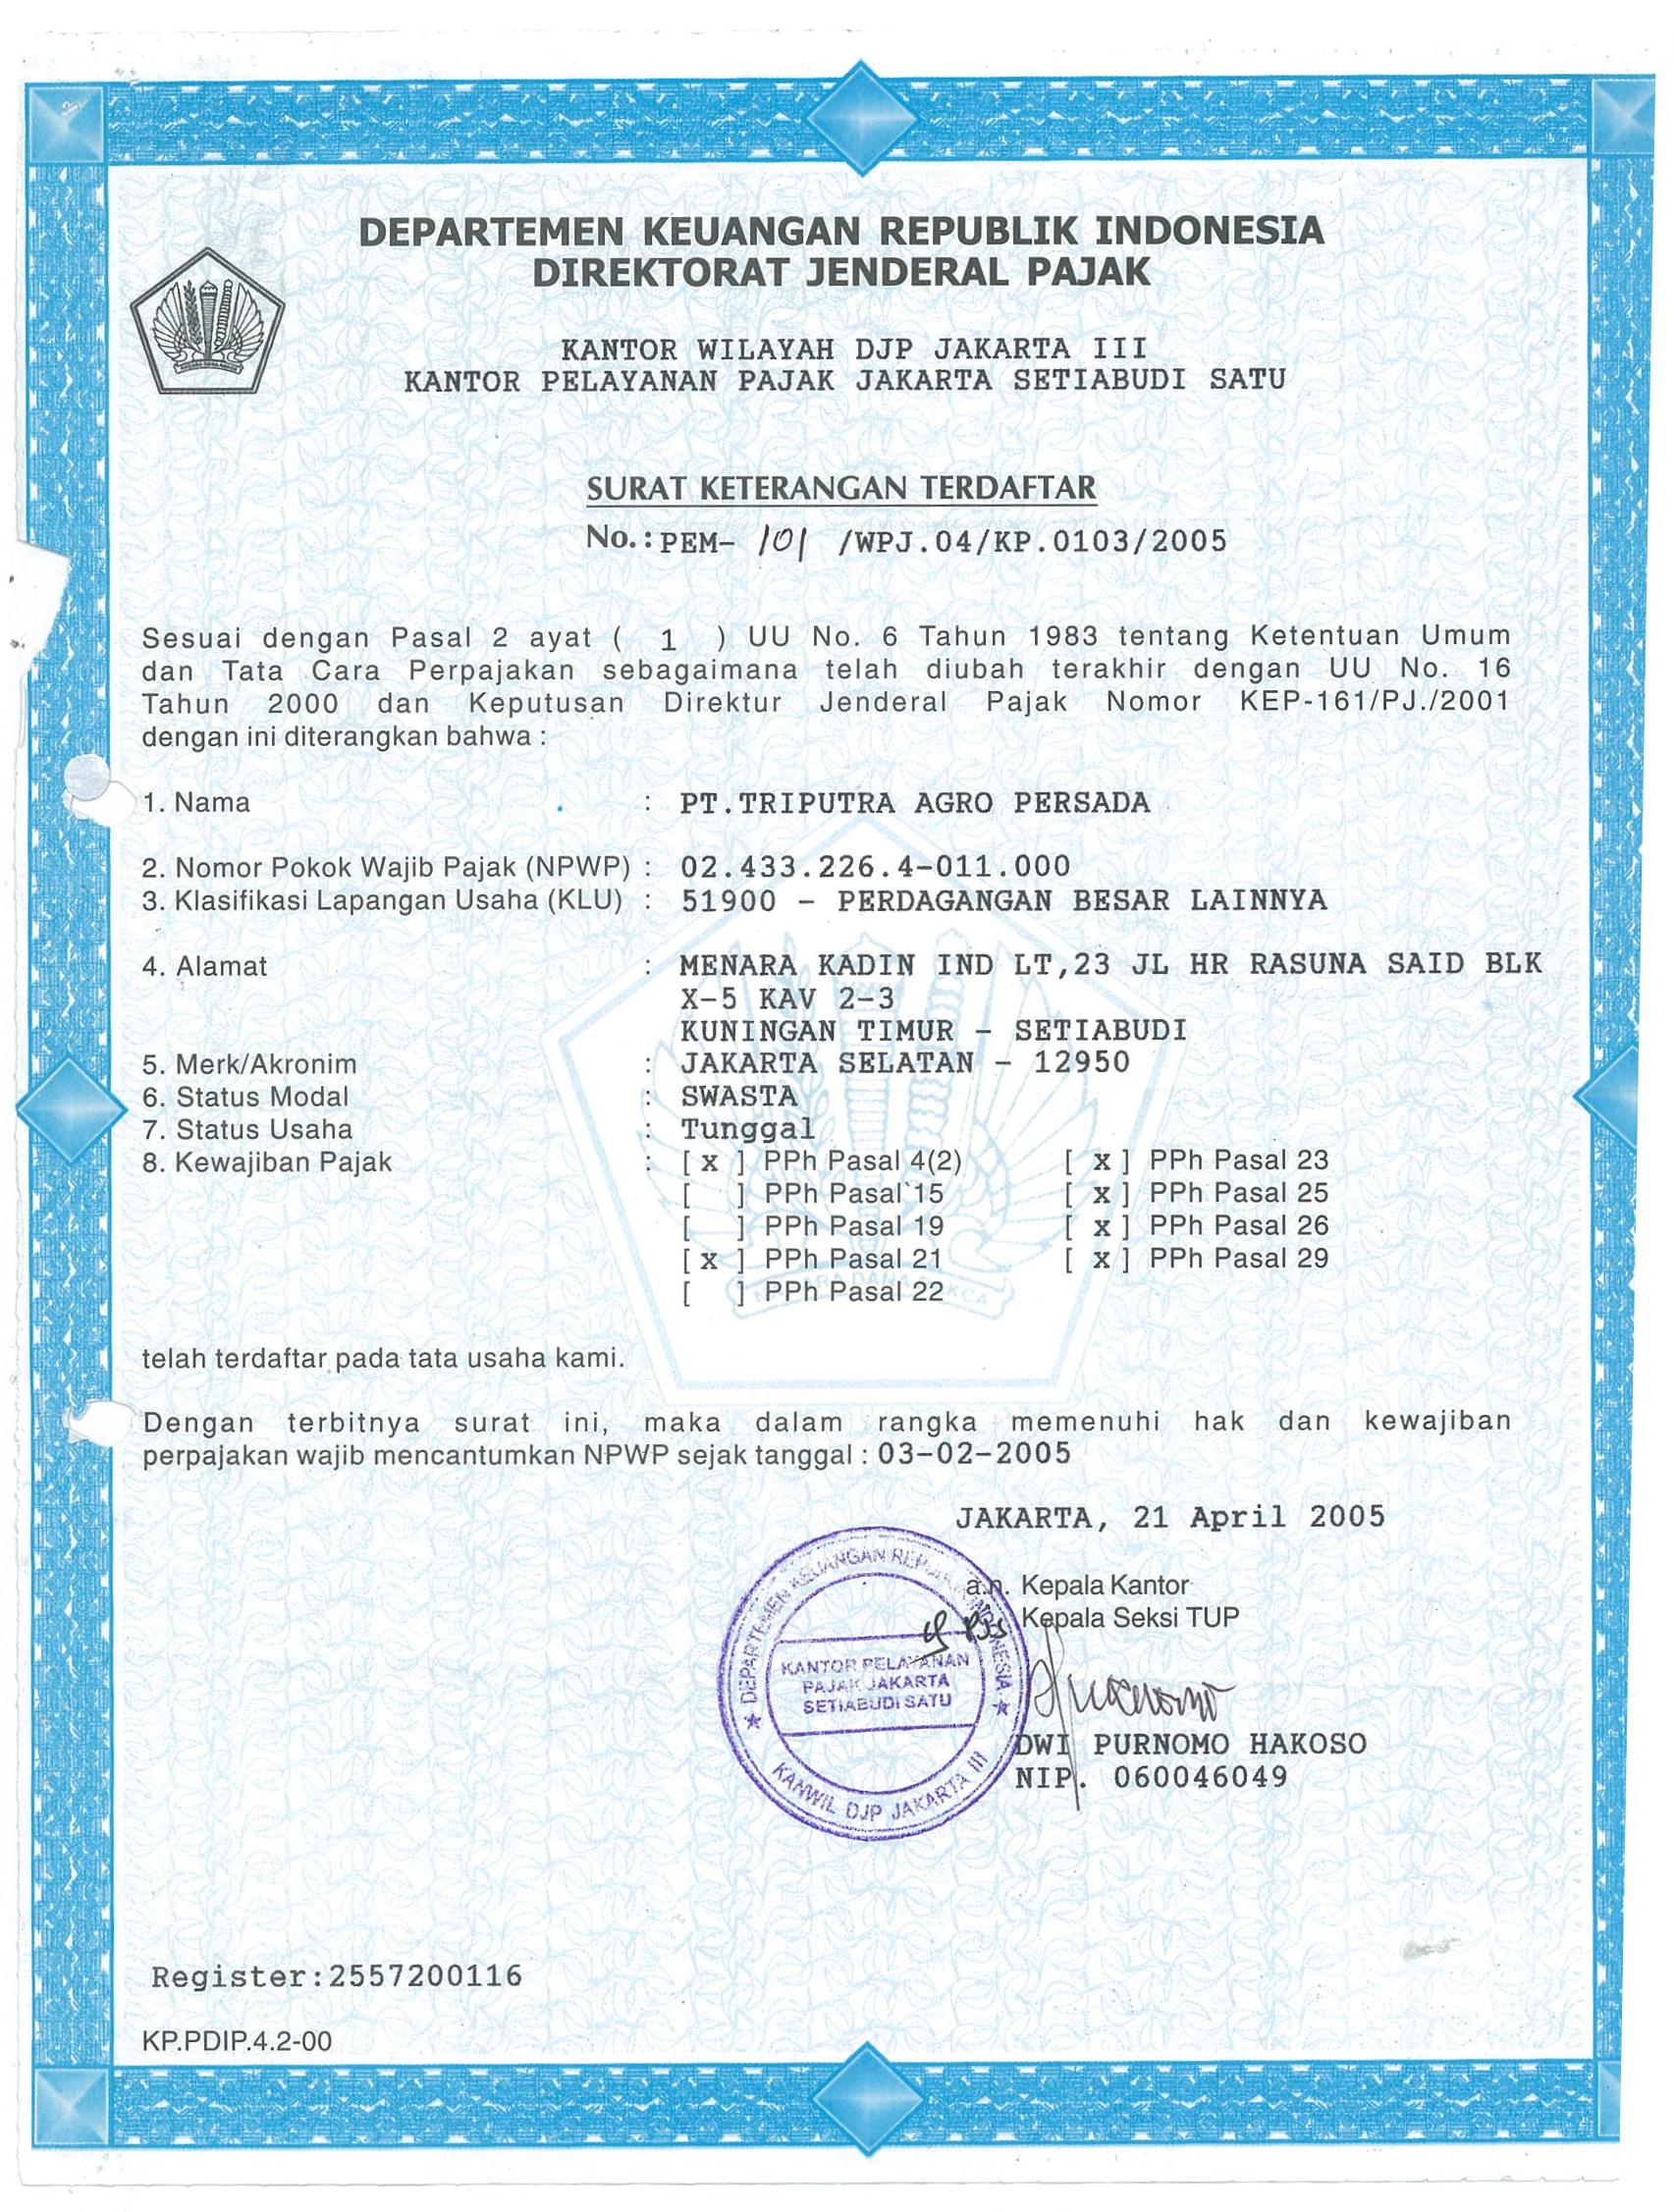 DEPARTEMEN KEUANGAN REPUBLIK INDONESIA
DIREKTORAT JENDERAL PAJAK
KANTOR WILAYAH DJP JAKARTA III
KANTOR PELAYANAN PAJAK JAKARTA SETIABUDI SATU
SURAT KETERANGAN TERDAFTAR
No.: PEM- 101 /WPJ.04/KP.0103/2005
Sesuai dengan Pasal 2 ayat ( 1 ) UU No. 6 Tahun 1983 tentang Ketentuan Umum
dan Tata Cara Perpajakan sebagaimana telah diubah terakhir dengan UU No. 16
Tahun 2000 dan Keputusan Direktur Jenderal Pajak Nomor KEP-161/PJ./2001
dengan ini diterangkan bahwa :
1. Nama : PT.TRIPUTRA AGRO PERSADA
2. Nomor Pokok Wajib Pajak (NPWP) : 02.433.226.4-011.000
3. Klasifikasi Lapangan Usaha (KLU) : 51900 - PERDAGANGAN BESAR LAINNYA
4. Alamat : MENARA KADIN IND LT,23 JL HR RASUNA SAID BLK
X-5 KAV 2-3
KUNINGAN TIMUR - SETIABUDI
5. Merk/Akronim : JAKARTA SELATAN - 12950
6. Status Modal : SWASTA
7. Status Usaha : Tunggal
8. Kewajiban Pajak : [ x ] PPh Pasal 4(2) [ x ] PPh Pasal 23
[ ] PPh Pasal 15 [ x ] PPh Pasal 25
[ ] PPh Pasal 19 [ x ] PPh Pasal 26
[ x ] PPh Pasal 21 [ x ] PPh Pasal 29
[ ] PPh Pasal 22
telah terdaftar pada tata usaha kami.
Dengan terbitnya surat ini, maka dalam rangka memenuhi hak dan kewajiban
perpajakan wajib mencantumkan NPWP sejak tanggal : 03-02-2005
JAKARTA, 21 April 2005
a.n. Kepala Kantor
Pjs Kepala Seksi TUP
DEPARTEMEN KEUANGAN REPUBLIK INDONESIA
KANTOR PELAYANAN
PAJAK JAKARTA
SETIABUDI SATU
KANWIL DJP JAKARTA III
DWI PURNOMO HAKOSO
NIP. 060046049
Register:2557200116
KP.PDIP.4.2-00